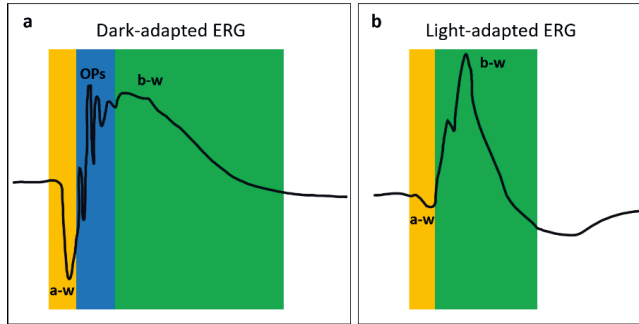 a
Dark-adapted ERG
OPs
b-w
a-w
b
Light-adapted ERG
b-w
a-w